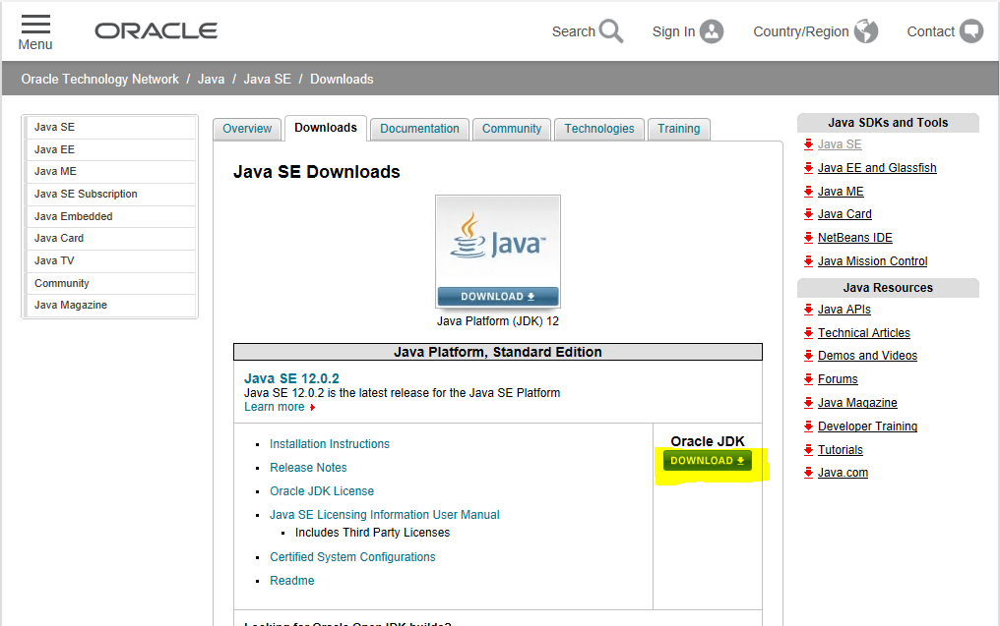 Menu
ORACLE
Search
Sign In
Country/Region
Contact
Oracle Technology Network / Java / Java SE / Downloads
Java SE
Java EE
Java ME
Java SE Subscription
Java Embedded
Java Card
Java TV
Community
Java Magazine
Overview
Downloads
Documentation
Community
Technologies
Training
Java SE Downloads
Java™
DOWNLOAD
Java Platform (JDK) 12
Java Platform, Standard Edition
Java SE 12.0.2
Java SE 12.0.2 is the latest release for the Java SE Platform
Learn more
Installation Instructions
Release Notes
Oracle JDK License
Java SE Licensing Information User Manual
Includes Third Party Licenses
Certified System Configurations
Readme
Oracle JDK
DOWNLOAD
Looking for Oracle OpenJDK builds?
Java SDKs and Tools
Java SE
Java EE and Glassfish
Java ME
Java Card
NetBeans IDE
Java Mission Control
Java Resources
Java APIs
Technical Articles
Demos and Videos
Forums
Java Magazine
Developer Training
Tutorials
Java.com